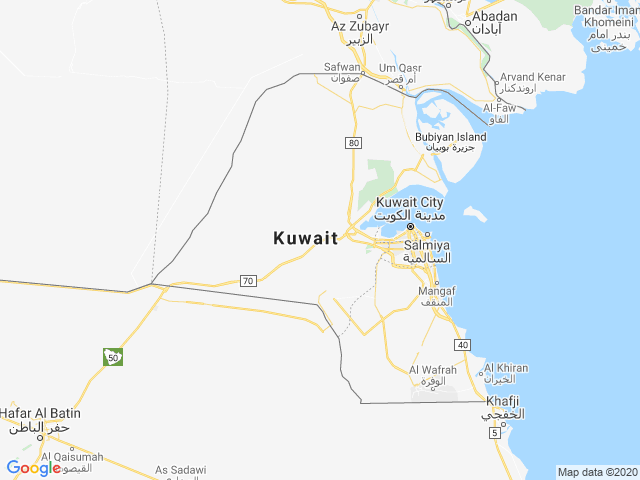 Bandar Imam
Khomeini
بندر امام
خمینی
Abadan
آبادان
Az Zubayr
الزبير
Safwan
صفوان
Um Qasr
أم قصر
Arvand Kenar
اروندکنار
Al-Faw
الفاو
Bubiyan Island
جزيرة بوبيان
80
Kuwait City
مدينة الكويت
Kuwait
Salmiya
السالمية
70
Mangaf
المنقف
40
50
Al Wafrah
الوفرة
Al Khiran
الخيران
Khafji
الخفجي
Hafar Al Batin
حفر الباطن
5
Al Qaisumah
As Sadawi
Google
Map data ©2020